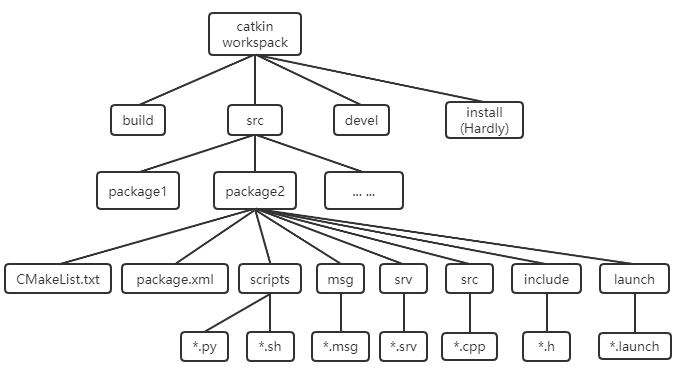 catkin
workspack
build
src
devel
install
(Hardly)
package1
package2
... ...
CMakeList.txt
package.xml
scripts
msg
srv
src
include
launch
*.py
*.sh
*.msg
*.srv
*.cpp
*.h
*.launch